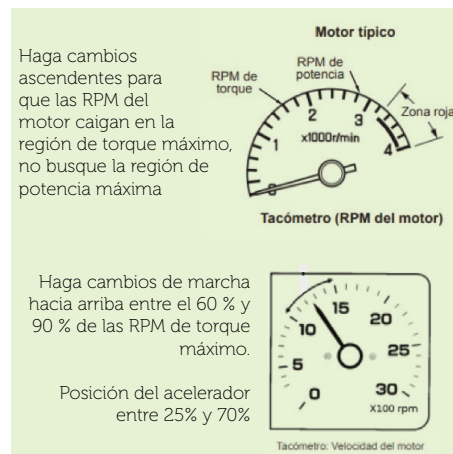 Motor típico
Haga cambios
ascendentes para
que las RPM del
motor caigan en la
región de torque máximo,
no busque la región de
potencia máxima
RPM de
torque
RPM de
potencia
Zona roja
0
1
2
3
4
x1000r/min
Tacómetro (RPM del motor)
Haga cambios de marcha
hacia arriba entre el 60 % y
90 % de las RPM de torque
máximo.
Posición del acelerador
entre 25% y 70%
0
5
10
15
20
25
30
X100 rpm
Tacómetro: Velocidad del motor